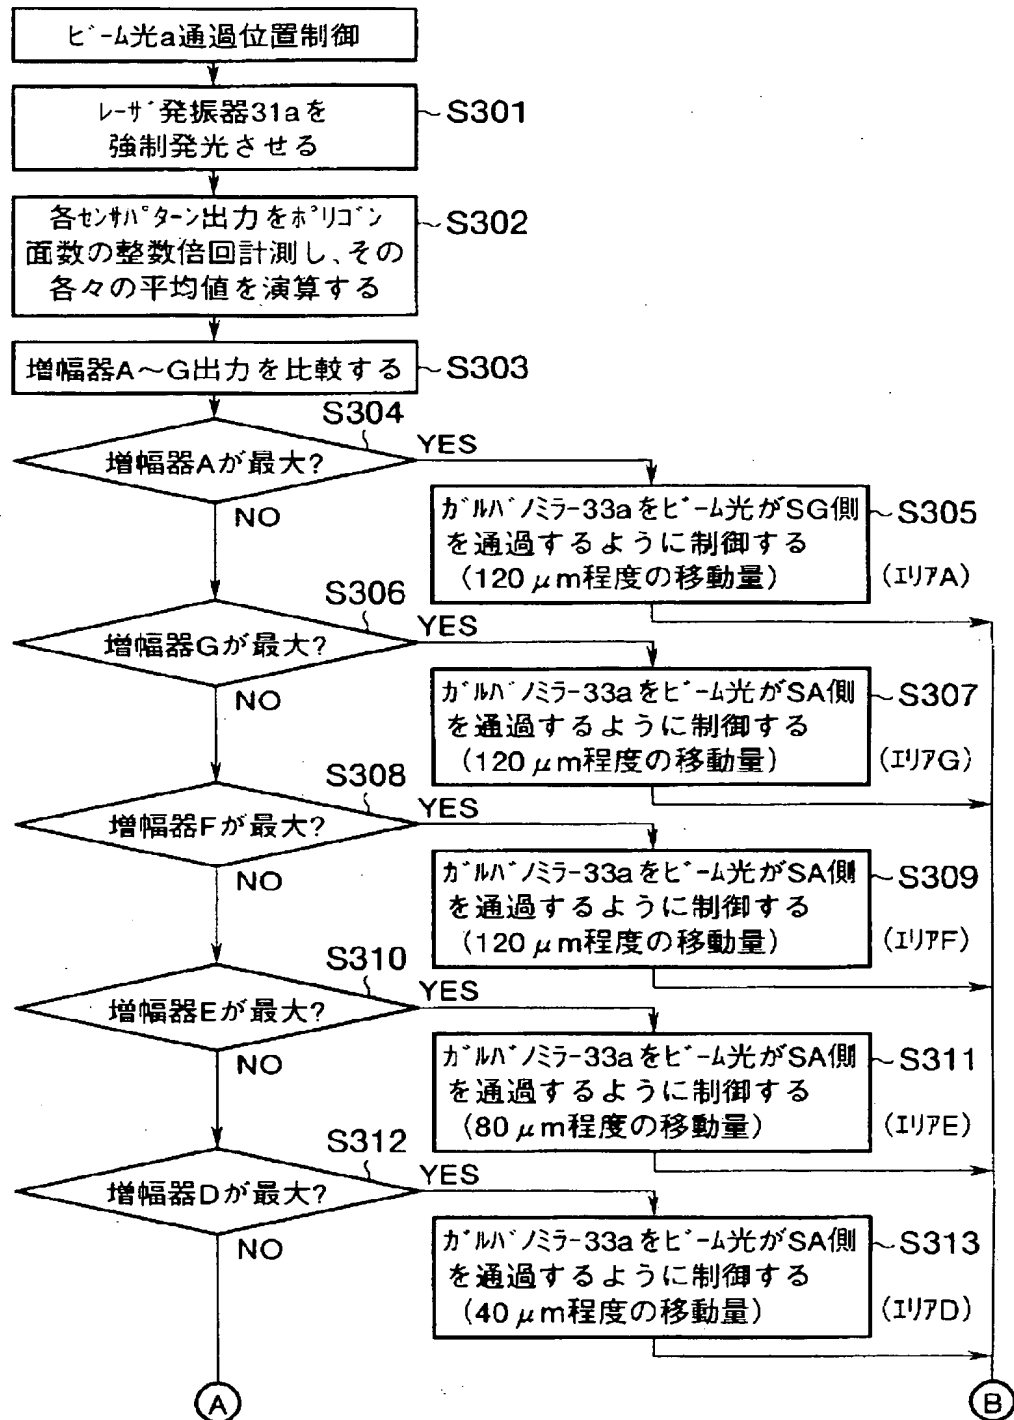 ビーム光a通過位置制御
レーザ発振器31aを
強制発光させる
S301
各センサパターン出力をポリゴン
面数の整数倍回計測し、その
各々の平均値を演算する
S302
増幅器A～G出力を比較する
S303
S304
増幅器Aが最大?
YES
NO
ガルバノミラー33aをビーム光がSG側
を通過するように制御する
(120μm程度の移動量)
S305
(エリアA)
S306
増幅器Gが最大?
YES
NO
ガルバノミラー33aをビーム光がSA側
を通過するように制御する
(120μm程度の移動量)
S307
(エリアG)
S308
増幅器Fが最大?
YES
NO
ガルバノミラー33aをビーム光がSA側
を通過するように制御する
(120μm程度の移動量)
S309
(エリアF)
S310
増幅器Eが最大?
YES
NO
ガルバノミラー33aをビーム光がSA側
を通過するように制御する
(80μm程度の移動量)
S311
(エリアE)
S312
増幅器Dが最大?
YES
NO
ガルバノミラー33aをビーム光がSA側
を通過するように制御する
(40μm程度の移動量)
S313
(エリアD)
A
B